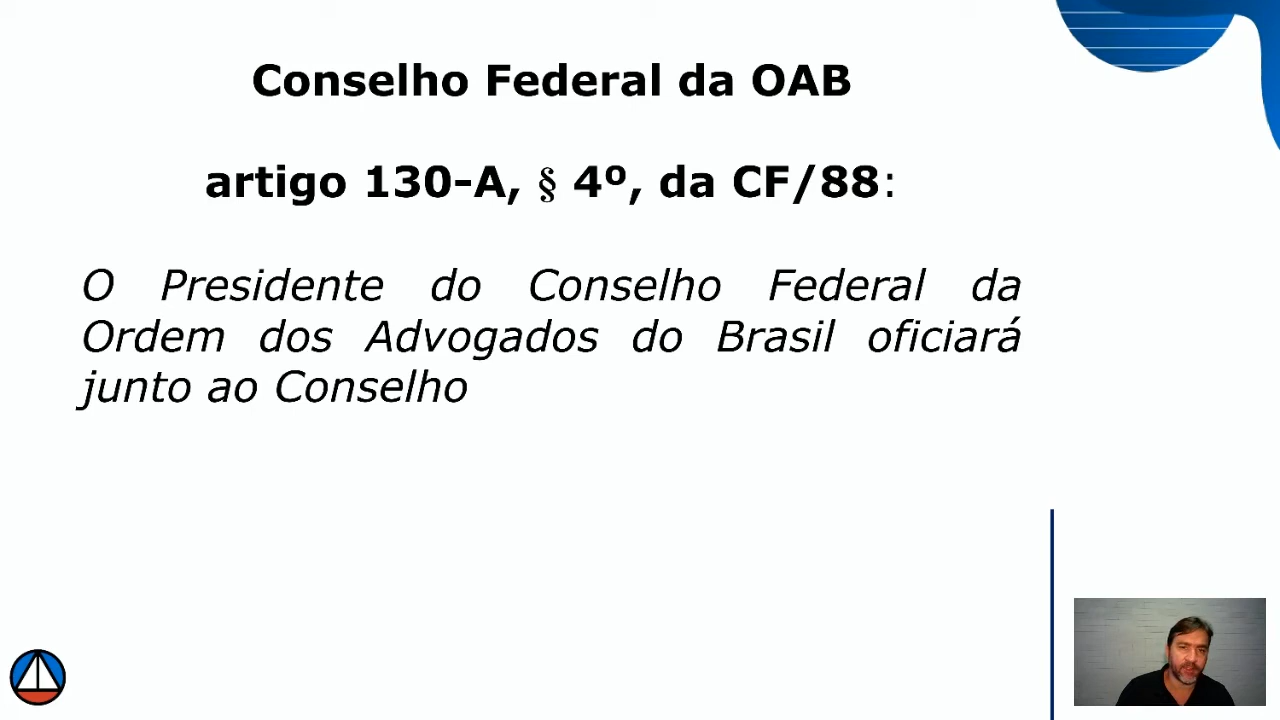 Conselho Federal da OAB
artigo 130-A, § 4º, da CF/88:
O Presidente do Conselho Federal da
Ordem dos Advogados do Brasil oficiará
junto ao Conselho